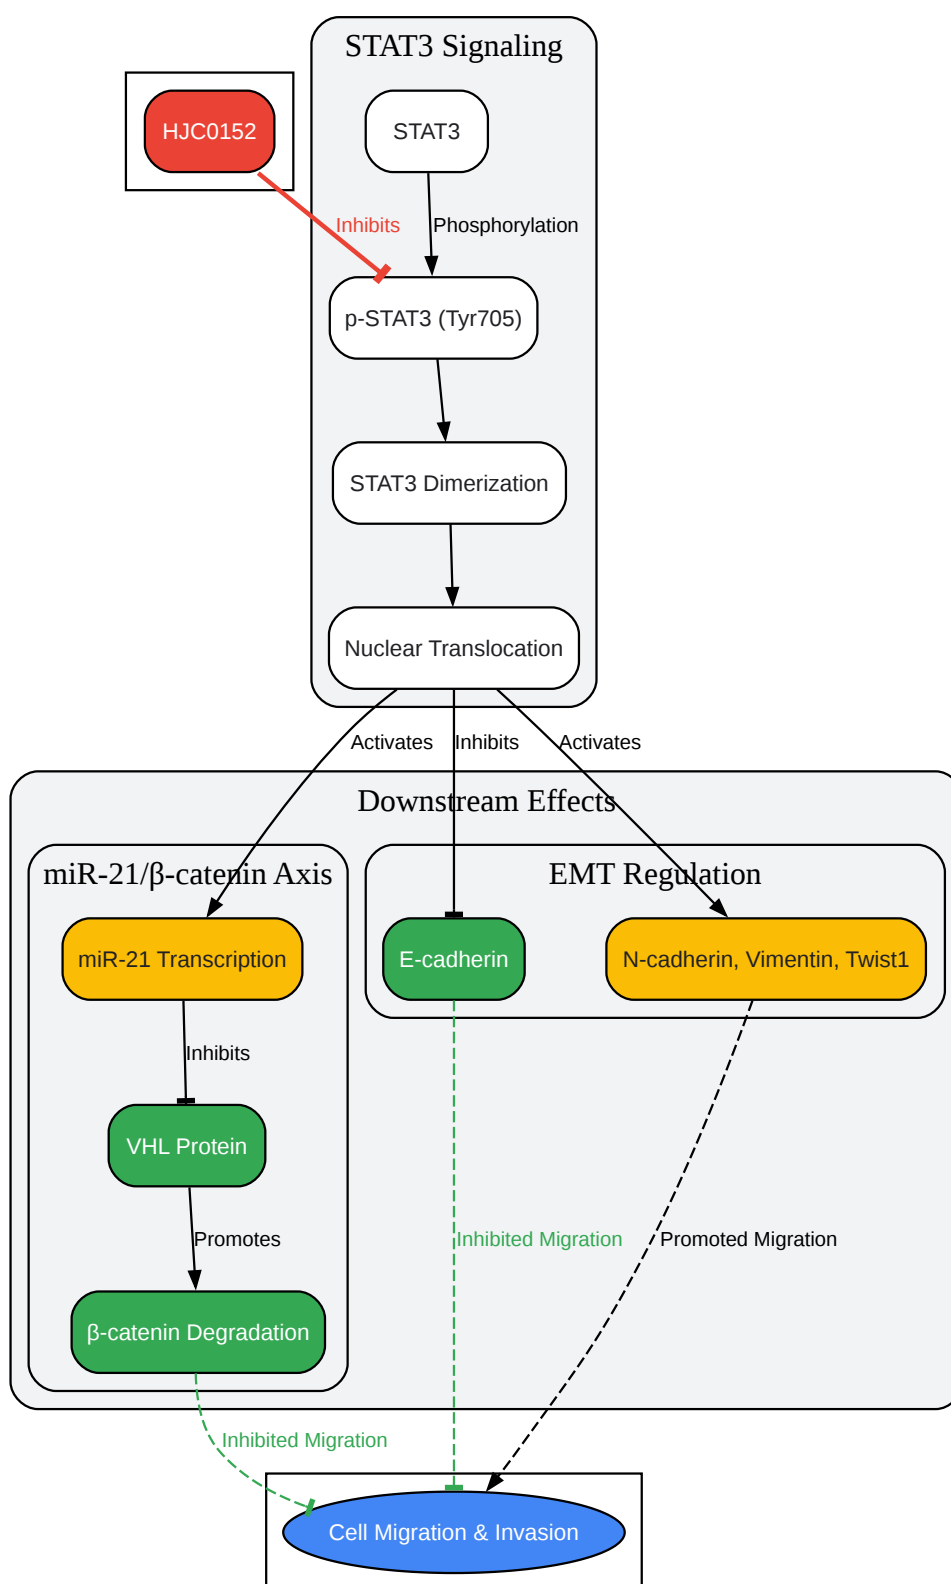 STAT3 Signaling
HJC0152
STAT3
Inhibits
Phosphorylation
p-STAT3 (Tyr705)
STAT3 Dimerization
Nuclear Translocation
Activates
Inhibits
Activates
Downstream Effects
miR-21/β-catenin Axis
EMT Regulation
miR-21 Transcription
E-cadherin
N-cadherin, Vimentin, Twist1
Inhibits
VHL Protein
Promotes
Inhibited Migration
Promoted Migration
β-catenin Degradation
Inhibited Migration
Cell Migration & Invasion